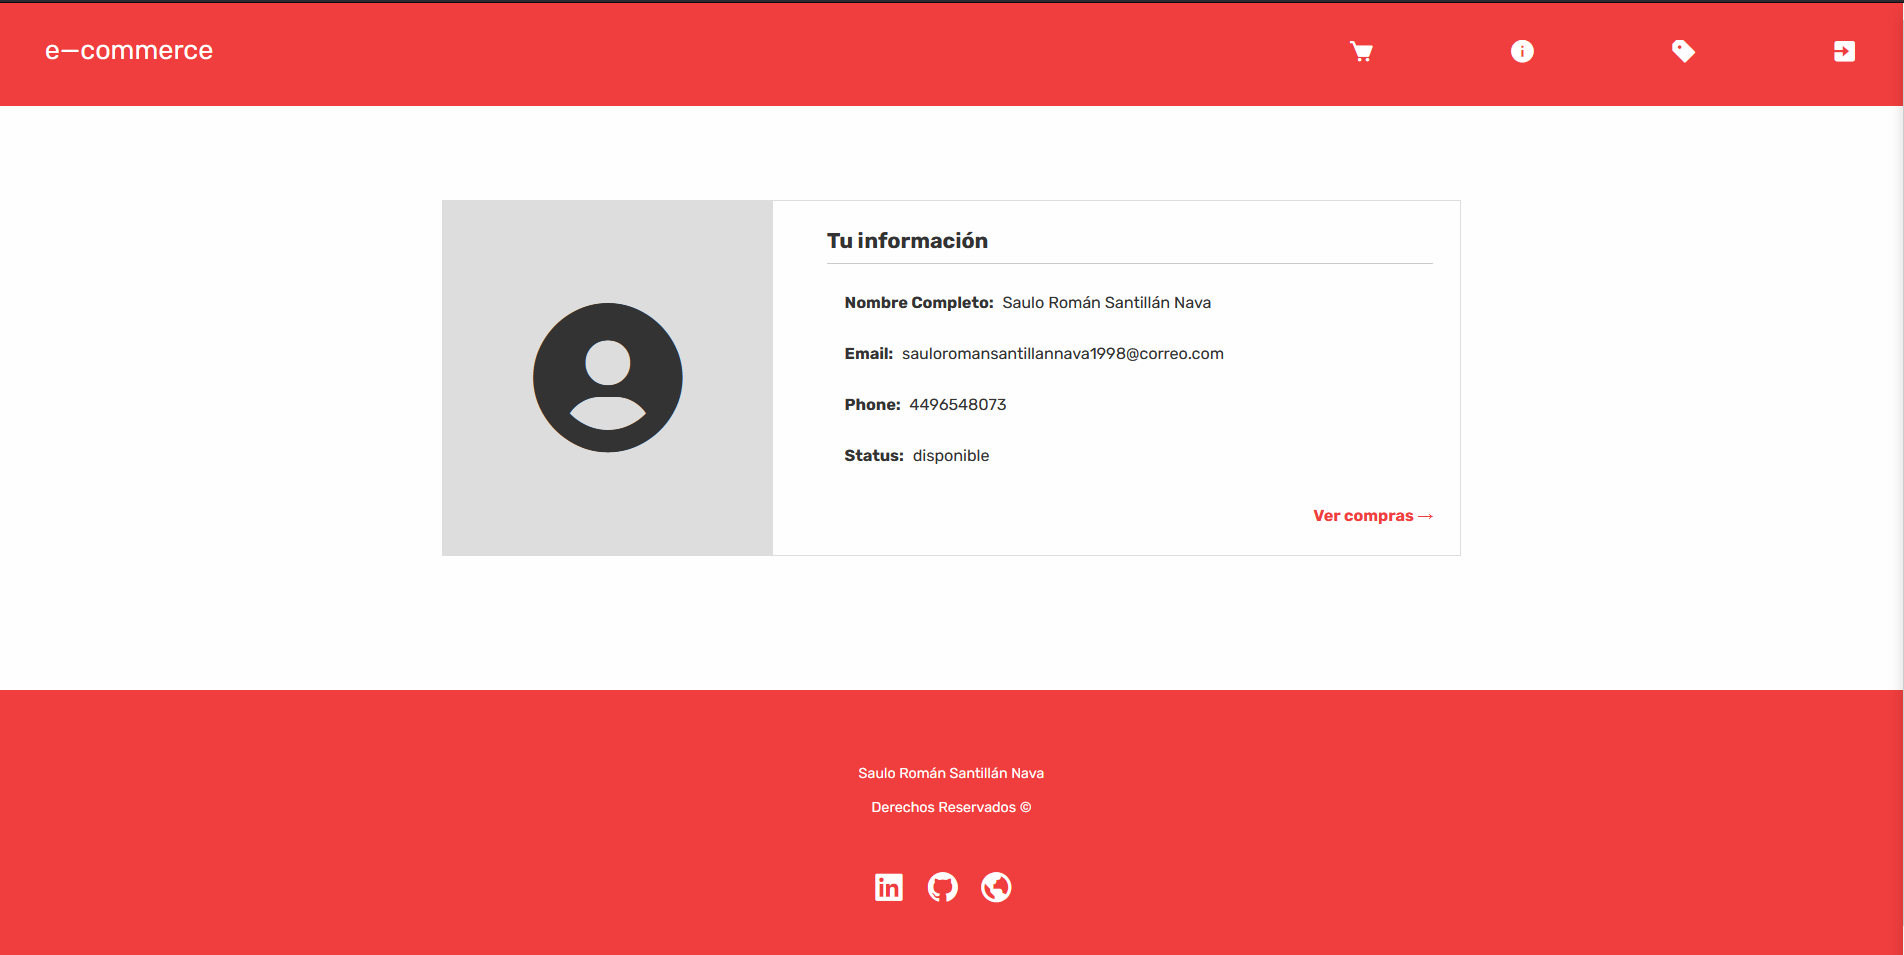 e—commerce
Tu información
Nombre Completo: Saulo Román Santillán Nava
Email: sauloromansantillannava1998@correo.com
Phone: 4496548073
Status: disponible
Ver compras →
Saulo Román Santillán Nava
Derechos Reservados ©
in